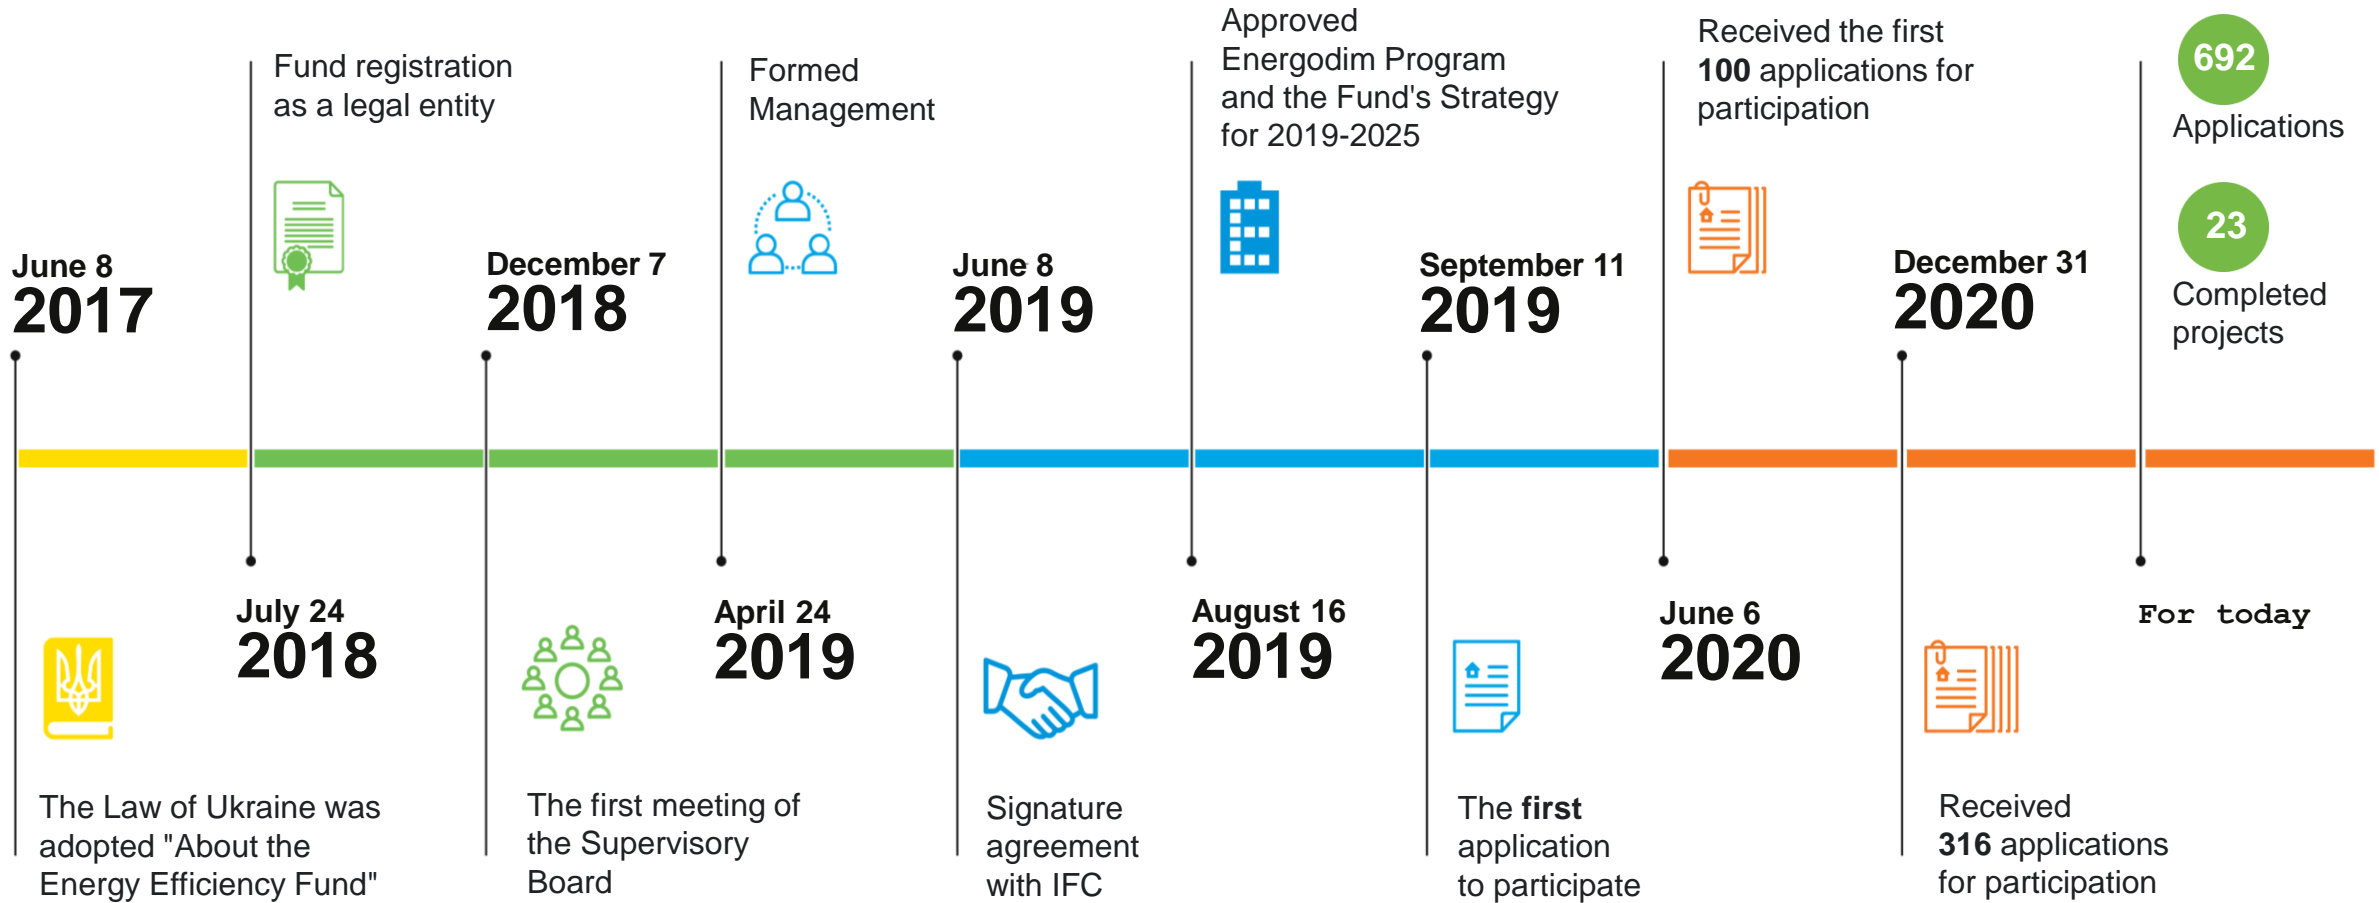 June 8
2017
The Law of Ukraine was
adopted "About the
Energy Efficiency Fund"
Fund registration
as a legal entity
July 24
2018
December 7
2018
The first meeting of
the Supervisory
Board
Formed
Management
April 24
2019
June 8
2019
Signature
agreement
with IFC
Approved
Energodim Program
and the Fund's Strategy
for 2019-2025
August 16
2019
September 11
2019
The first
application
to participate
Received the first
100 applications for
participation
June 6
2020
December 31
2020
Received
316 applications
for participation
692
Applications
23
Completed
projects
For today